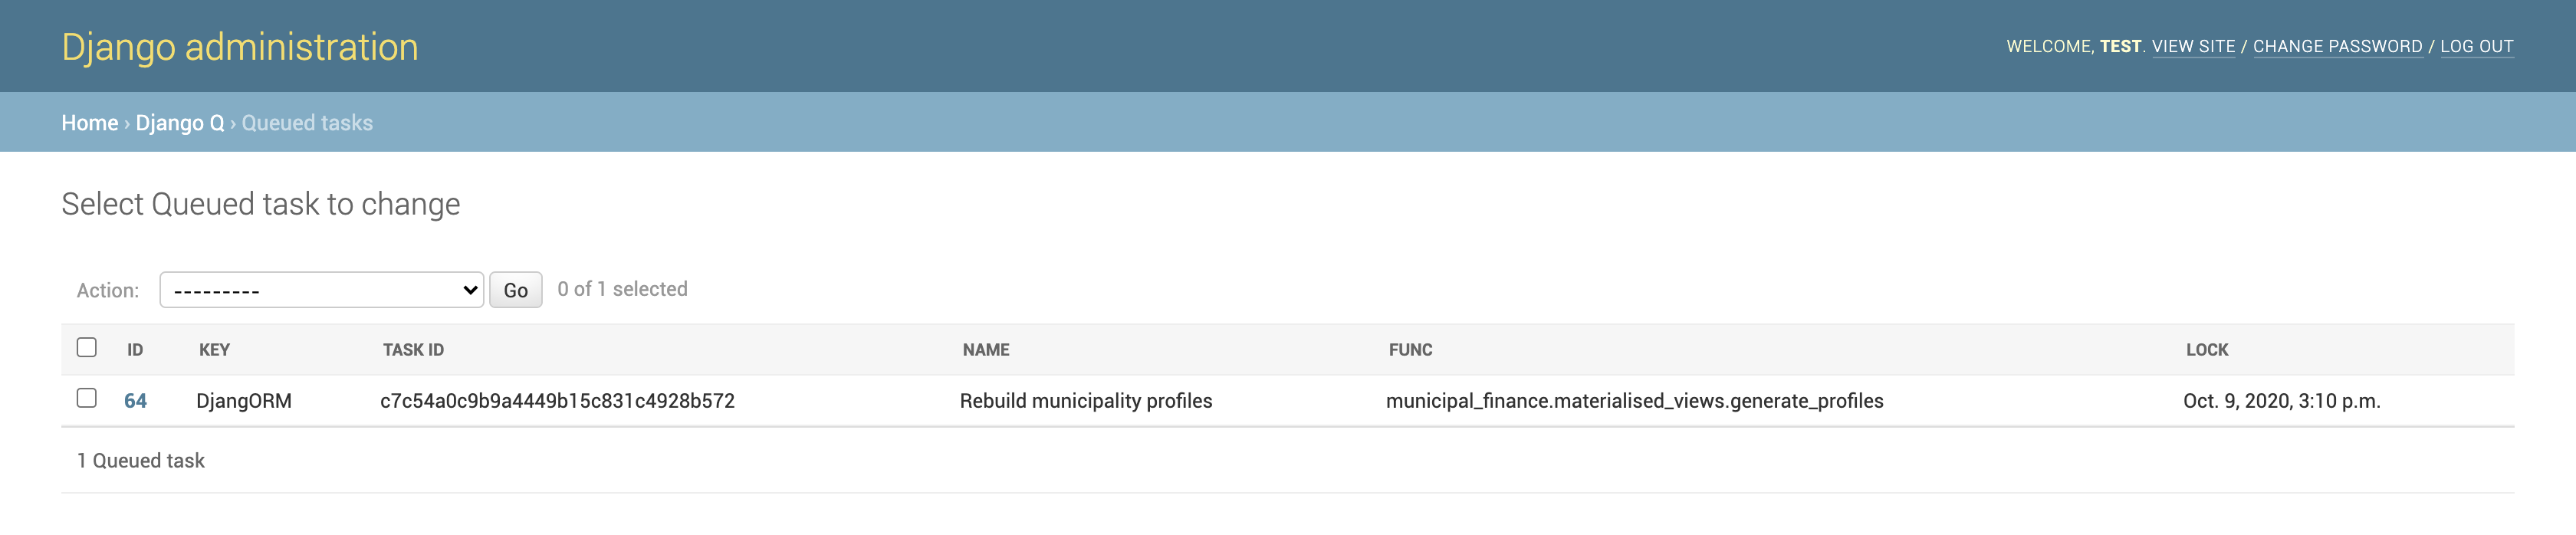 Django administration
WELCOME, TEST. VIEW SITE / CHANGE PASSWORD / LOG OUT
Home › Django Q › Queued tasks
Select Queued task to change
Action: --------- Go 0 of 1 selected
ID KEY TASK ID NAME FUNC LOCK
64 DjangORM c7c54a0c9b9a4449b15c831c4928b572 Rebuild municipality profiles municipal_finance.materialised_views.generate_profiles Oct. 9, 2020, 3:10 p.m.
1 Queued task